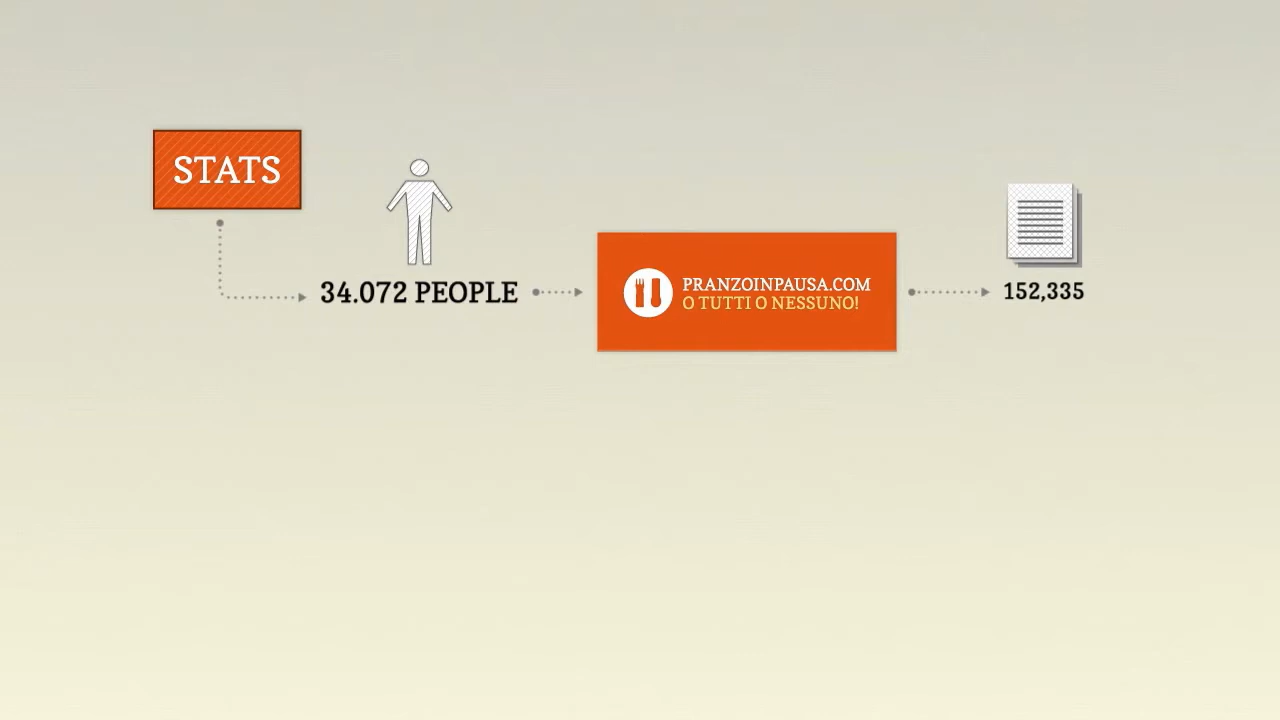 STATS
34.072 PEOPLE
PRANZOINPAUSA.COM
O TUTTI O NESSUNO!
152,335